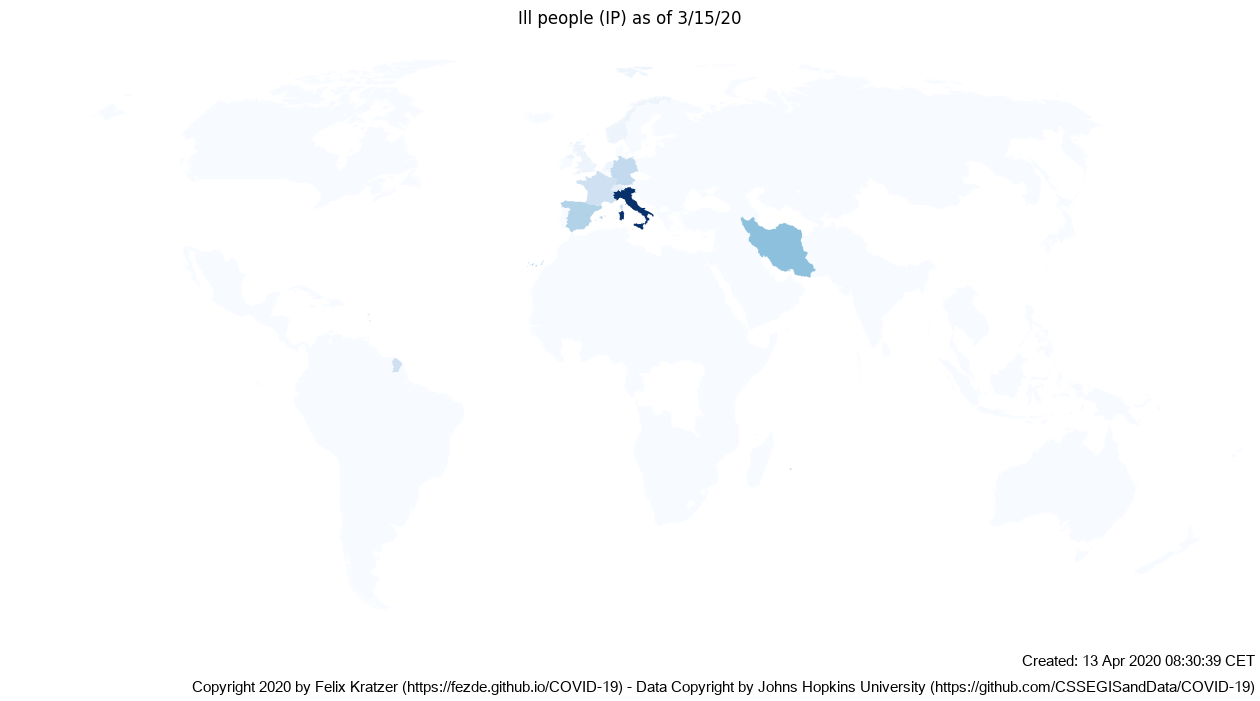 Ill people (IP) as of 3/15/20
Created: 13 Apr 2020 08:30:39 CET
Copyright 2020 by Felix Kratzer (https://fezde.github.io/COVID-19) - Data Copyright by Johns Hopkins University (https://github.com/CSSEGISandData/COVID-19)